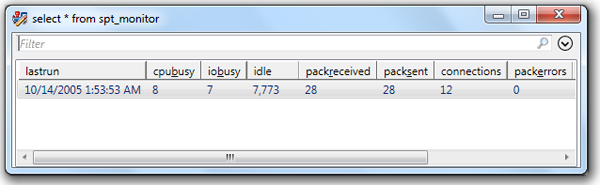 select * from spt_monitor
Filter
lastrun cpubusy iobusy idle packreceived packsent connections packerrors
10/14/2005 1:53:53 AM 8 7 7,773 28 28 12 0